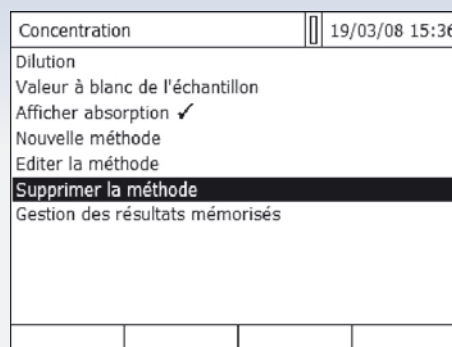 Concentration 19/03/08 15:36
Dilution
Valeur à blanc de l'échantillon
Afficher absorption ✓
Nouvelle méthode
Editer la méthode
Supprimer la méthode
Gestion des résultats mémorisés